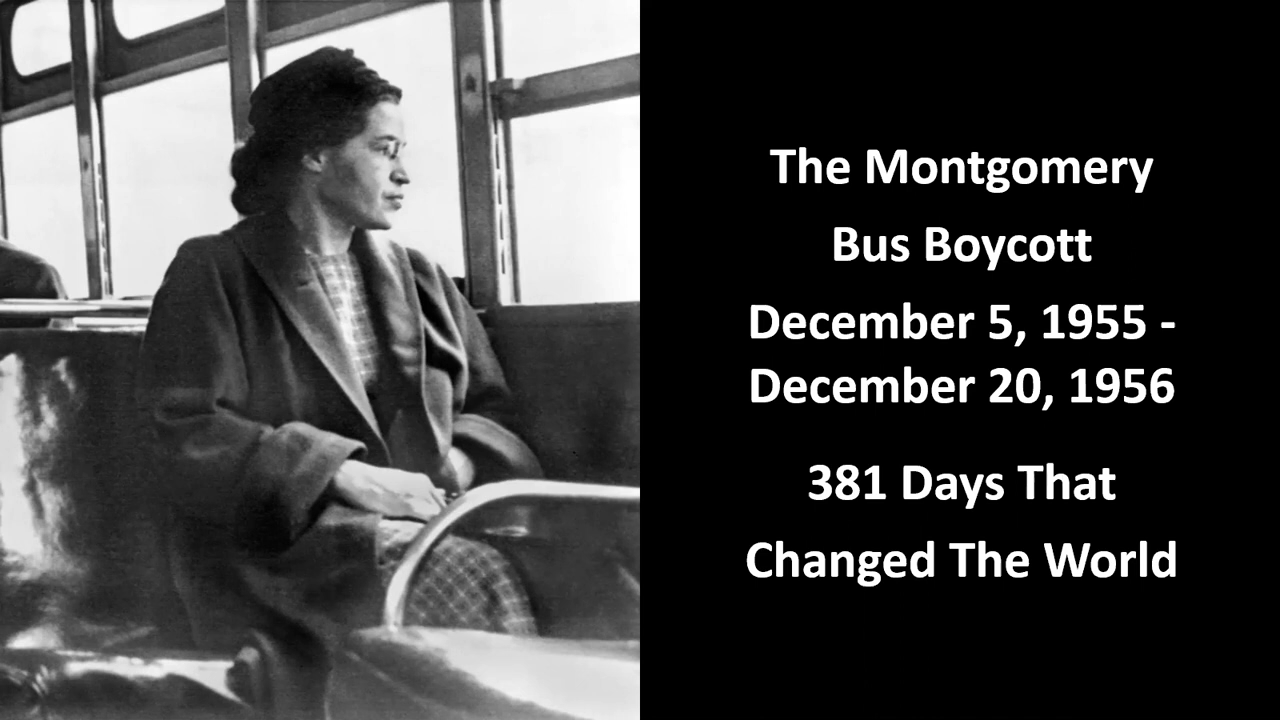 The Montgomery
Bus Boycott
December 5, 1955 -
December 20, 1956
381 Days That
Changed The World